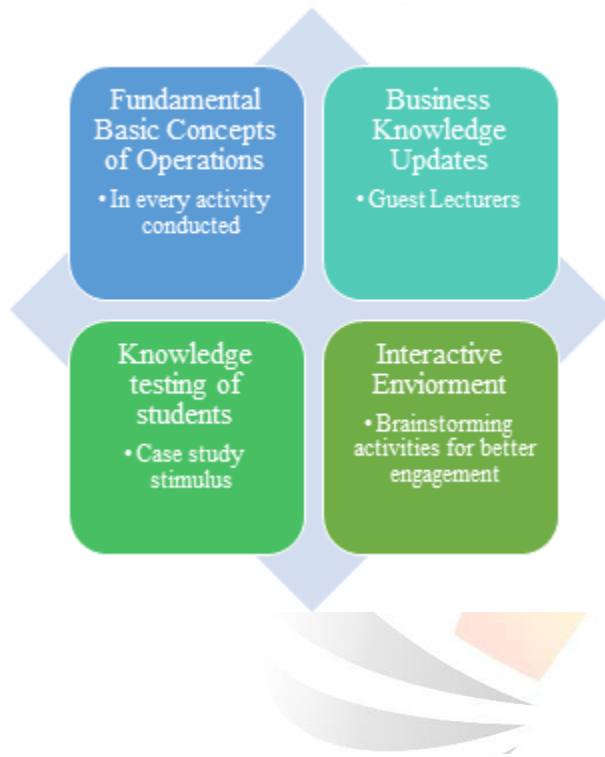 Fundamental
Basic Concepts
of Operations
• In every activity
conducted
Business
Knowledge
Updates
• Guest Lecturers
Knowledge
testing of
students
• Case study
stimulus
Interactive
Enviorment
• Brainstorming
activities for better
engagement